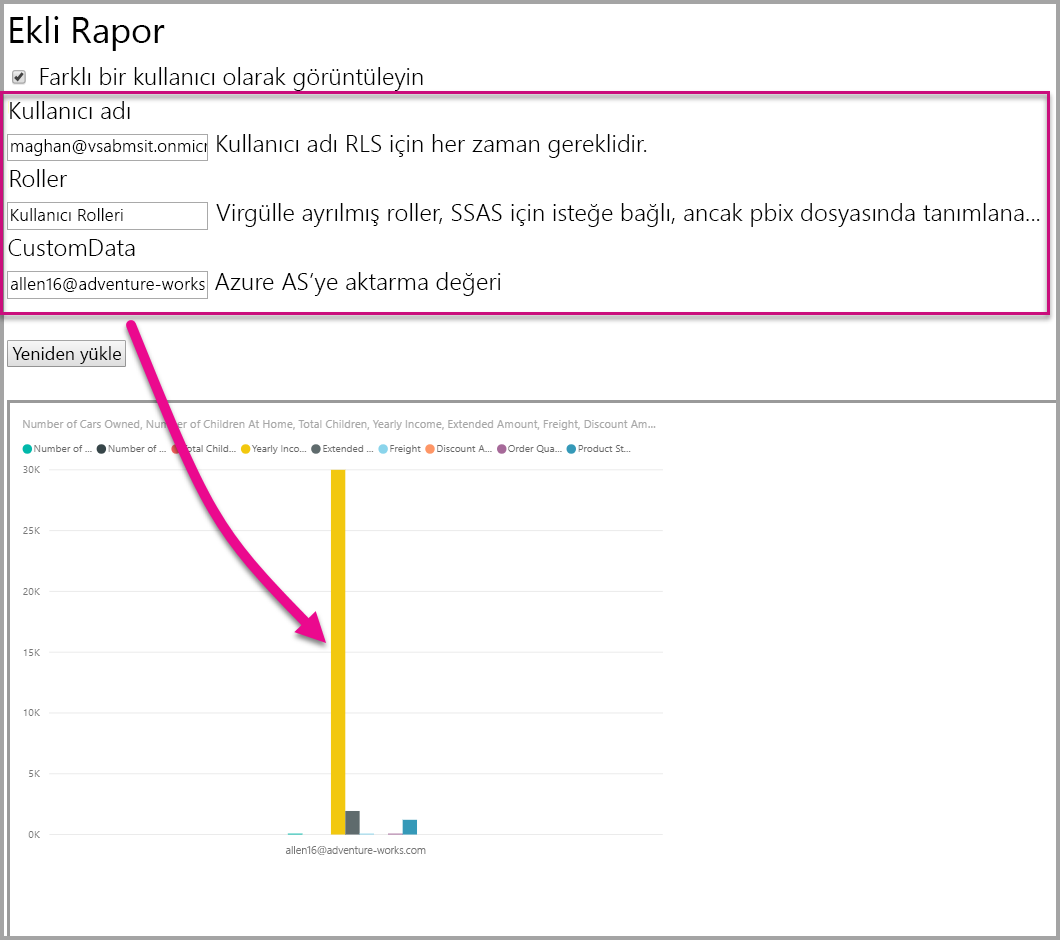 Ekli Rapor
Farklı bir kullanıcı olarak görüntüleyin
Kullanıcı adı
maghan@vsabmsit.onmicr Kullanıcı adı RLS için her zaman gereklidir.
Roller
Kullanıcı Rolleri Virgülle ayrılmış roller, SSAS için isteğe bağlı, ancak pbix dosyasında tanımlana...
CustomData
allen16@adventure-works Azure AS’ye aktarma değeri
Yeniden yükle
Number of Cars Owned, Number of Children At Home, Total Children, Yearly Income, Extended Amount, Freight, Discount Am...
Number of ... Number of ... Total Child... Yearly Inco... Extended ... Freight Discount A... Order Qua... Product St...
30K
25K
20K
15K
10K
5K
0K
allen16@adventure-works.com